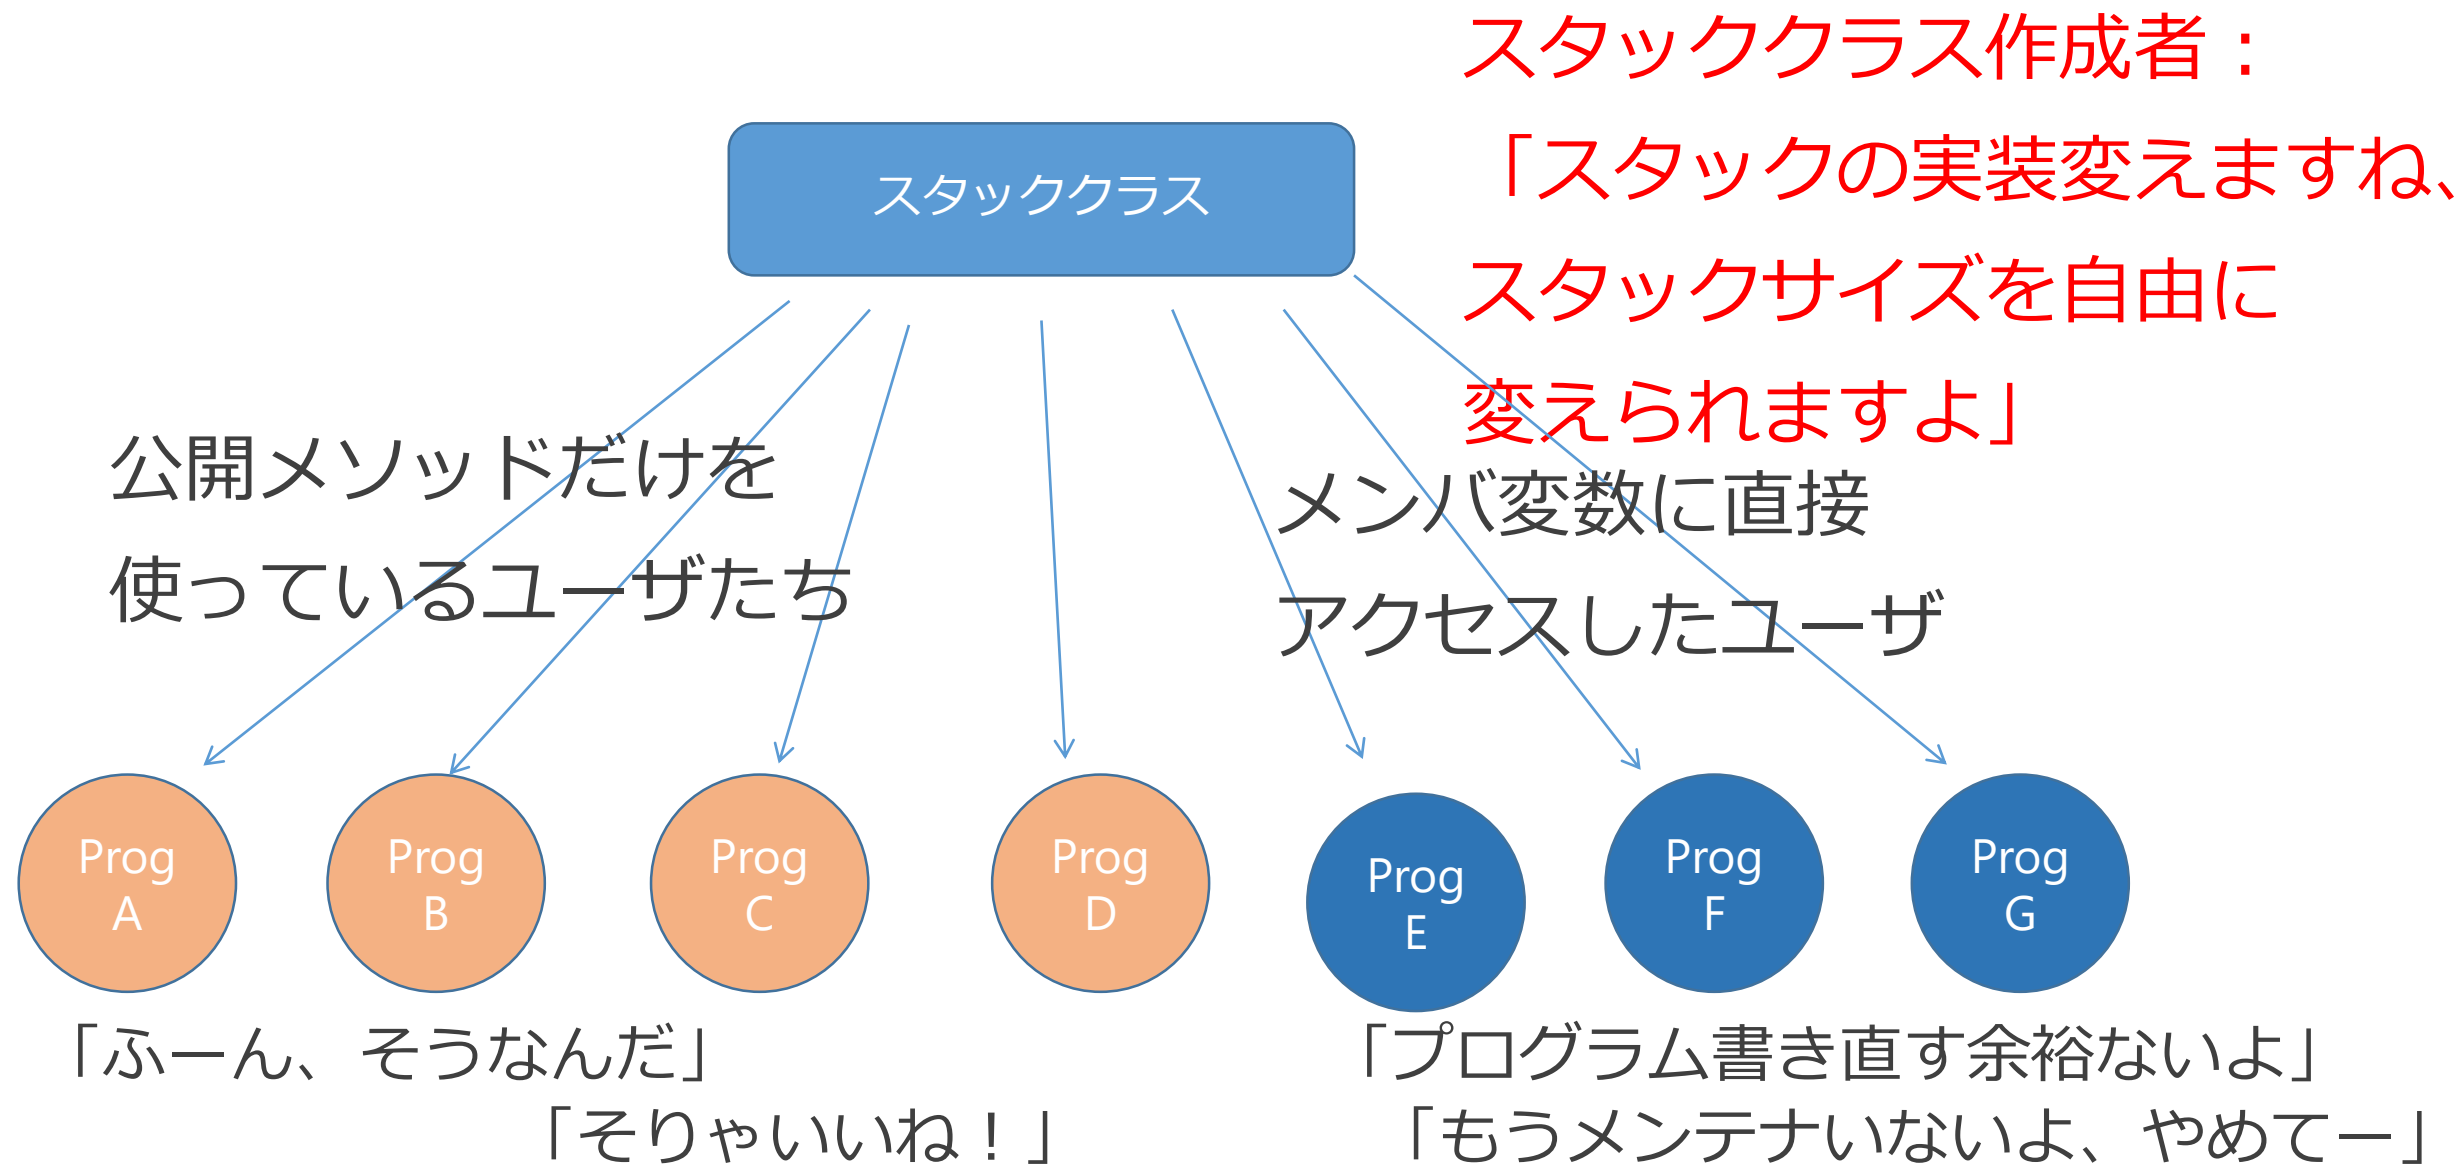 スタッククラス作成者：
「スタックの実装変えますね、
スタックサイズを自由に
変えられますよ」
スタッククラス
公開メソッドだけを
使っているユーザたち
メンバ変数に直接
アクセスしたユーザ
Prog
A
Prog
B
Prog
C
Prog
D
Prog
E
Prog
F
Prog
G
「ふーん、そうなんだ」
「そりゃいいね！」
「プログラム書き直す余裕ないよ」
「もうメンテナいないよ、やめてー」